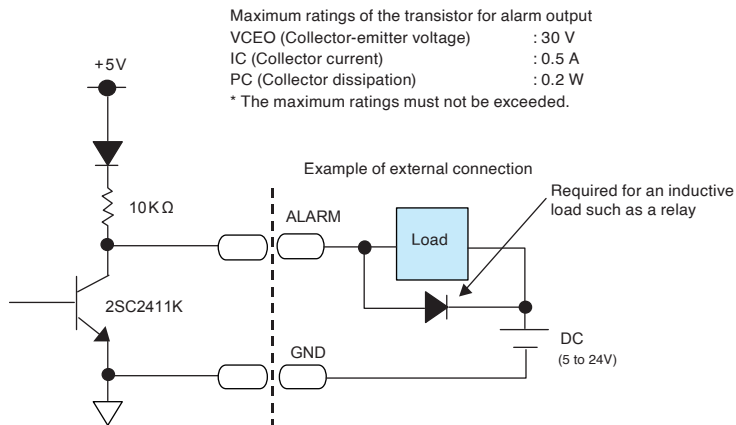 Maximum ratings of the transistor for alarm output
VCEO (Collector-emitter voltage) : 30 V
IC (Collector current) : 0.5 A
PC (Collector dissipation) : 0.2 W
* The maximum ratings must not be exceeded.
+5V
Example of external connection
Required for an inductive
load such as a relay
10KΩ
ALARM
Load
2SC2411K
GND
DC
(5 to 24V)